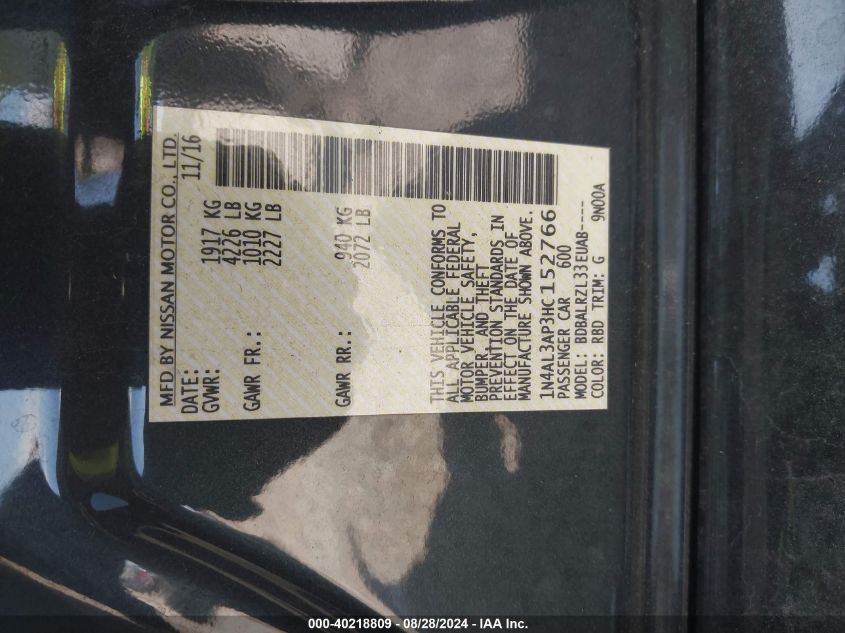 MFD BY NISSAN MOTOR CO., LTD.
DATE: 11/16
GVWR: 1917 KG
4226 LB
GAWR FR.: 1010 KG
2227 LB
GAWR RR.: 940 KG
2072 LB
THIS VEHICLE CONFORMS TO
ALL APPLICABLE FEDERAL
MOTOR VEHICLE SAFETY,
BUMPER, AND THEFT
PREVENTION STANDARDS IN
EFFECT ON THE DATE OF
MANUFACTURE SHOWN ABOVE.
1N4AL3AP3HC152766
PASSENGER CAR 600
MODEL: BDBALRZL33EUAB----
COLOR: RBD TRIM: G 9N00A
000-40218809 - 08/28/2024 - IAA Inc.